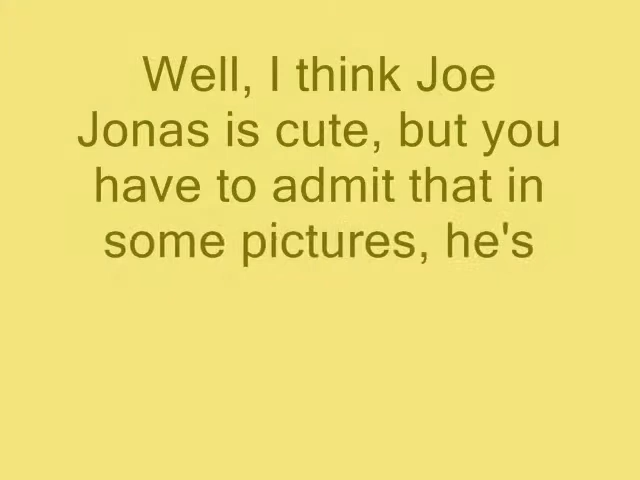 Well, I think Joe
Jonas is cute, but you
have to admit that in
some pictures, he's